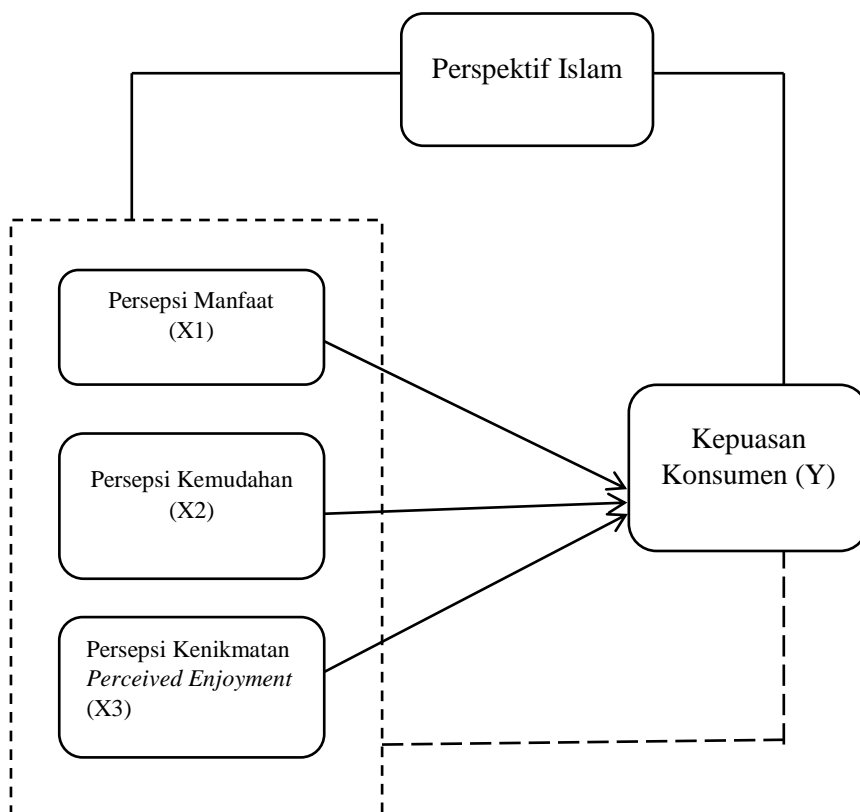 Perspektif Islam
Persepsi Manfaat
(X1)
Persepsi Kemudahan
(X2)
Persepsi Kenikmatan
Perceived Enjoyment
(X3)
Kepuasan
Konsumen (Y)